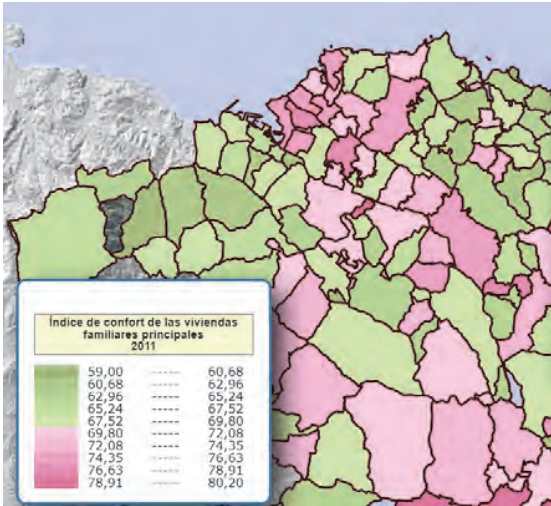 Índice de confort de las viviendas
familiares principales
2011
59,00 ----- 60,68
60,68 ----- 62,96
62,96 ----- 65,24
65,24 ----- 67,52
67,52 ----- 69,80
69,80 ----- 72,08
72,08 ----- 74,35
74,35 ----- 76,63
76,63 ----- 78,91
78,91 ----- 80,20